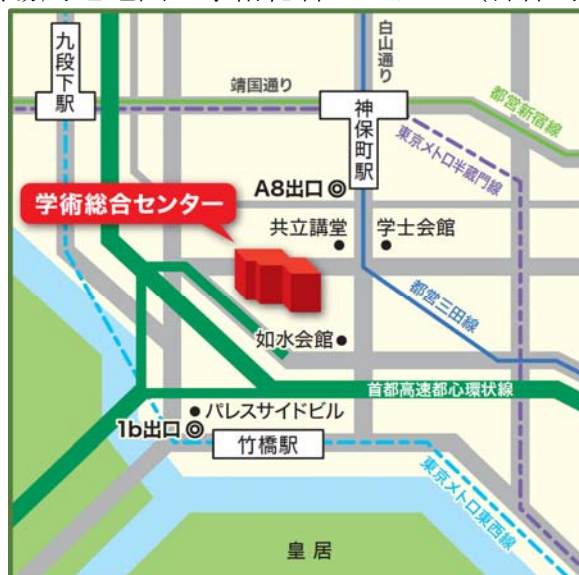 九段下駅
白山通り
靖国通り
神保町駅
都営新宿線
東京メトロ半蔵門線
A8出口
学術総合センター
共立講堂
学士会館
都営三田線
如水会館
首都高速都心環状線
パレスサイドビル
1b出口
竹橋駅
東京メトロ東西線
皇居